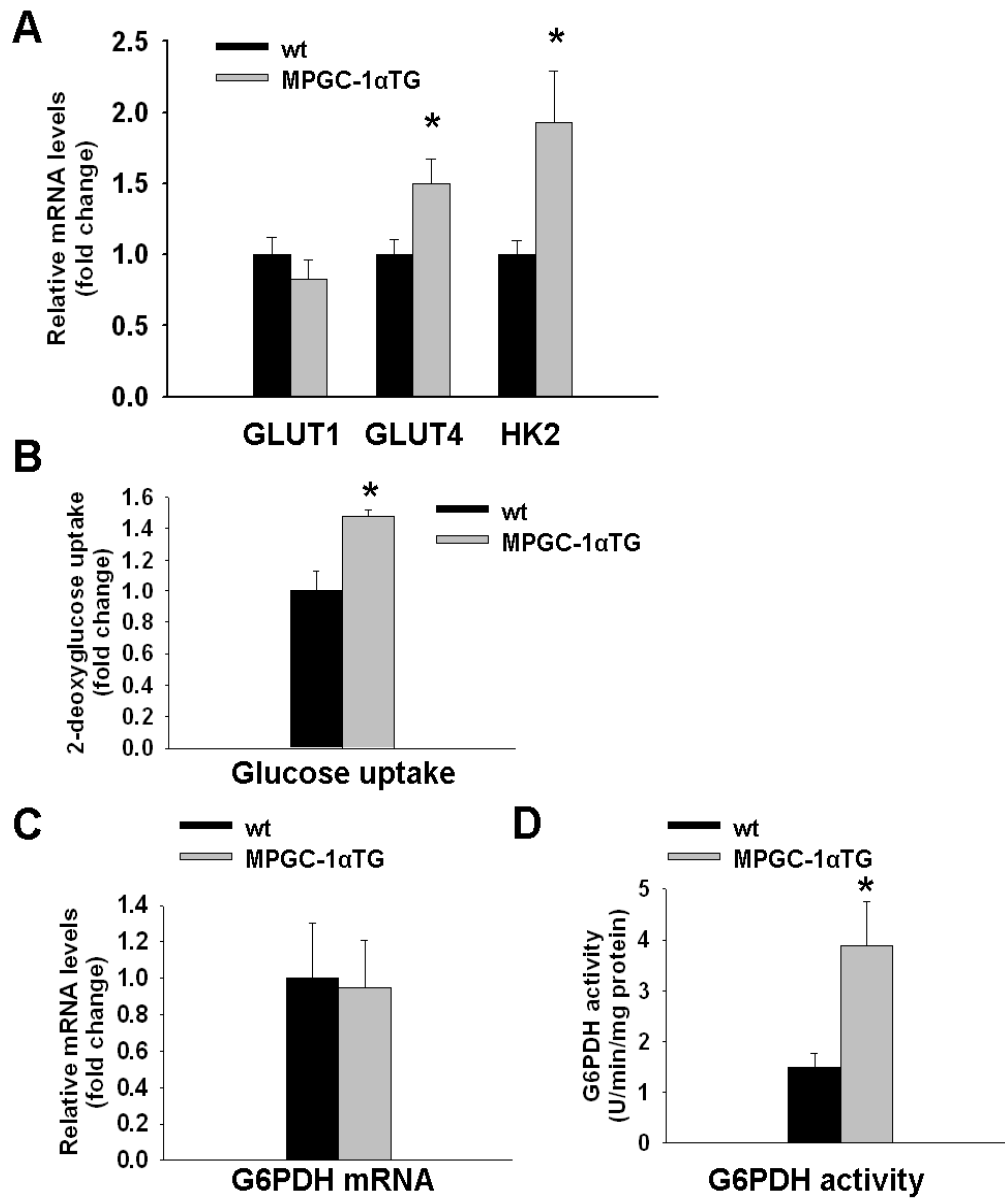 A
wt
MPGC-1αTG
Relative mRNA levels
(fold change)
2.5
2.0
1.5
1.0
0.5
0.0
*
*
GLUT1 GLUT4 HK2
B
wt
MPGC-1αTG
2-deoxyglucose uptake
(fold change)
1.6
1.4
1.2
1.0
0.8
0.6
0.4
0.2
0.0
*
Glucose uptake
C
wt
MPGC-1αTG
Relative mRNA levels
(fold change)
1.4
1.2
1.0
0.8
0.6
0.4
0.2
0.0
G6PDH mRNA
D
wt
MPGC-1αTG
G6PDH activity
(U/min/mg protein)
5
4
3
2
1
0
*
G6PDH activity